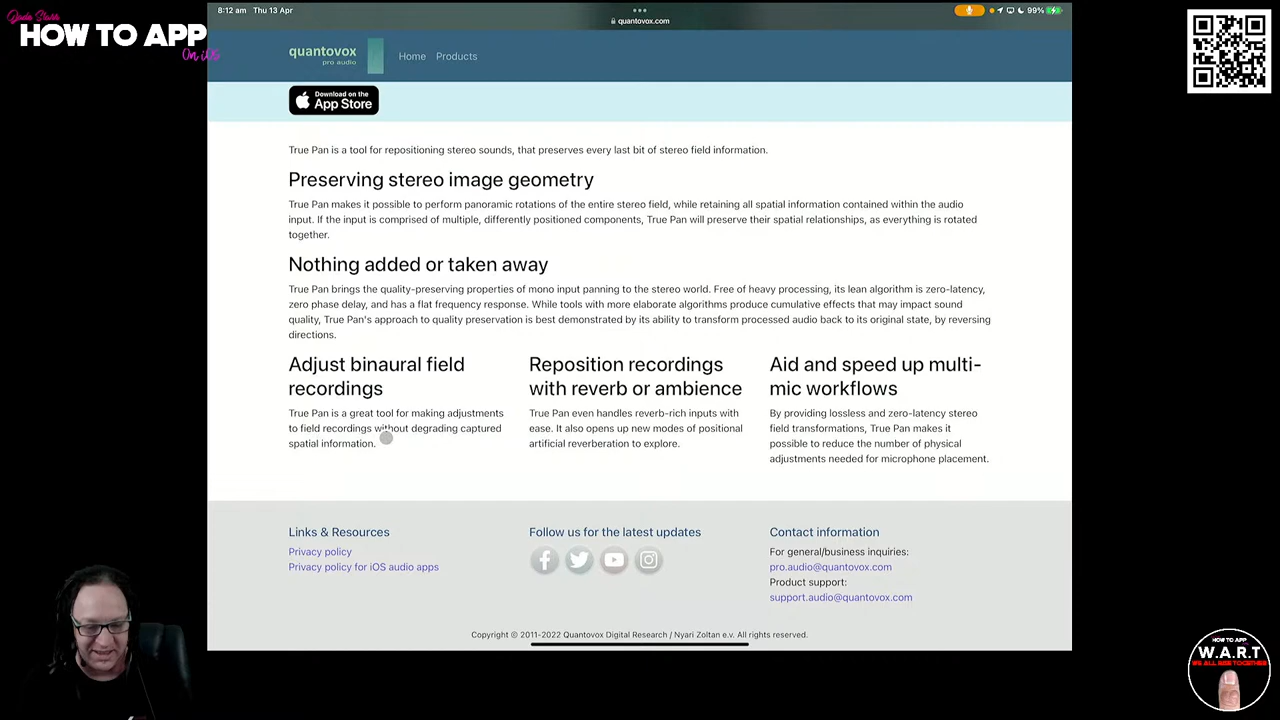 Jade Starr
HOW TO APP
On iOS
8:12 am Thu 13 Apr
quantovox.com
99%
quantovox
pro audio
Home Products
Download on the
App Store
True Pan is a tool for repositioning stereo sounds, that preserves every last bit of stereo field information.
Preserving stereo image geometry
True Pan makes it possible to perform panoramic rotations of the entire stereo field, while retaining all spatial information contained within the audio
input. If the input is comprised of multiple, differently positioned components, True Pan will preserve their spatial relationships, as everything is rotated
together.
Nothing added or taken away
True Pan brings the quality-preserving properties of mono input panning to the stereo world. Free of heavy processing, its lean algorithm is zero-latency,
zero phase delay, and has a flat frequency response. While tools with more elaborate algorithms produce cumulative effects that may impact sound
quality, True Pan's approach to quality preservation is best demonstrated by its ability to transform processed audio back to its original state, by reversing
directions.
Adjust binaural field
recordings
True Pan is a great tool for making adjustments
to field recordings without degrading captured
spatial information.
Reposition recordings
with reverb or ambience
True Pan even handles reverb-rich inputs with
ease. It also opens up new modes of positional
artificial reverberation to explore.
Aid and speed up multi-
mic workflows
By providing lossless and zero-latency stereo
field transformations, True Pan makes it
possible to reduce the number of physical
adjustments needed for microphone placement.
Links & Resources
Privacy policy
Privacy policy for iOS audio apps
Follow us for the latest updates
Contact information
For general/business inquiries:
pro.audio@quantovox.com
Product support:
support.audio@quantovox.com
Copyright © 2011-2022 Quantovox Digital Research / Nyari Zoltan e.v. All rights reserved.
HOW TO APP
W.A.R.T
WE ALL RISE TOGETHER